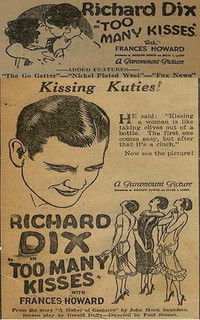 Richard Dix
in
"TOO
MANY KISSES"
with
FRANCES HOWARD
A Paramount Picture
ADDED FEATURES
"The Go Getter"—"Nickel Plated West"—"Fox News"
Kissing Kuties!
HE said: "Kissing
a woman is like
taking olives out of a
bottle. The first one
comes easy, but after
that it's a cinch."
Now see the picture!
A Paramount Picture
RICHARD
DIX
IN
"TOO MANY
KISSES"
WITH
FRANCES HOWARD
From the story "A Maker of Gestures" by John Monk Saunders.
Screen play by Gerald Duffy—Directed by Paul Sloane.